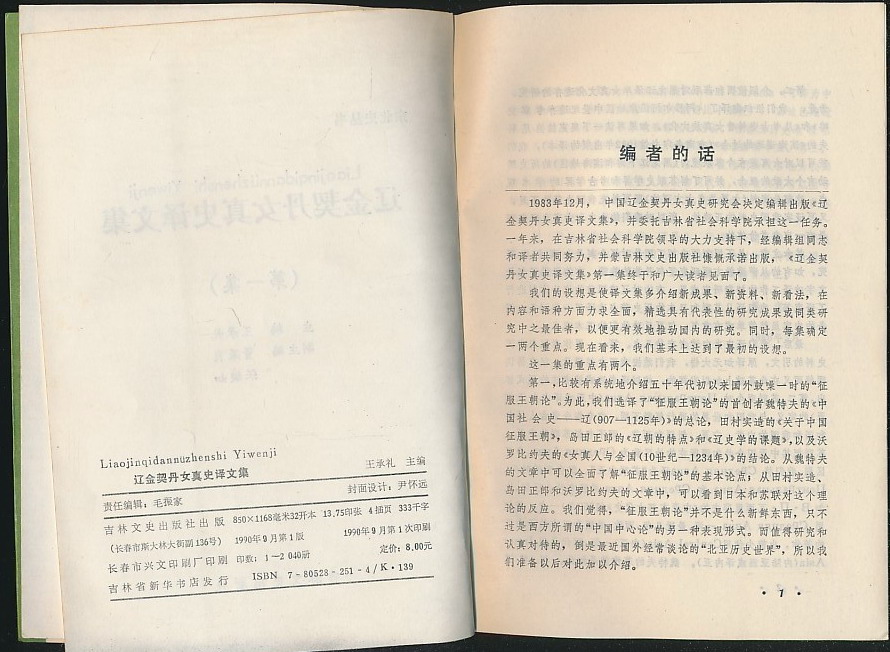 Liaojinqidannüzhenshi Yiwenji
辽金契丹女真史译文集
王承礼 主编
责任编辑：毛振家
封面设计：尹怀远
吉林文史出版社出版
850×1168毫米32开本 13.75印张 4插页 333千字
(长春市斯大林大街副136号)
1990年9月第1版
1990年9月第1次印刷
长春市兴文印刷厂印刷
印数：1—2 040册
定价：8.00元
吉林省新华书店发行
ISBN 7-80528-251-4/K·139
编者的话
1983年12月，中国辽金契丹女真史研究会决定编辑出版《辽
金契丹女真史译文集》，并委托吉林省社会科学院承担这一任务。
一年来，在吉林省社会科学院领导的大力支持下，经编辑组同志
和译者共同努力，并蒙吉林文史出版社慷慨承诺出版，《辽金契
丹女真史译文集》第一集终于和广大读者见面了。
我们的设想是使译文集多介绍新成果、新资料、新看法，在
内容和语种方面力求全面，精选具有代表性的研究成果或同类研
究中之最佳者，以便更有效地推动国内的研究。同时，每集确定
一两个重点。现在看来，我们基本上达到了最初的设想。
这一集的重点有两个。
第一，比较有系统地介绍五十年代初以来国外鼓噪一时的“征
服王朝论”。为此，我们选译了“征服王朝论”的首创者魏特夫的《中
国社会史——辽(907—1125年)》的总论，田村实造的《关于中国
征服王朝》，岛田正郎的《辽朝的特点》和《辽史学的课题》，以及沃
罗比约夫的《女真人与金国(10世纪—1234年)》的结论。从魏特夫
的文章中可以全面了解“征服王朝论”的基本论点；从田村实造、
岛田正郎和沃罗比约夫的文章中，可以看到日本和苏联对这个理
论的反应。我们觉得，“征服王朝论”并不是什么新鲜东西，只不
过是西方所谓的“中国中心论”的另一种表现形式。而值得研究和
认真对待的，倒是最近国外经常谈论的“北亚历史世界”，所以我
们准备以后对此加以介绍。
· 1 ·